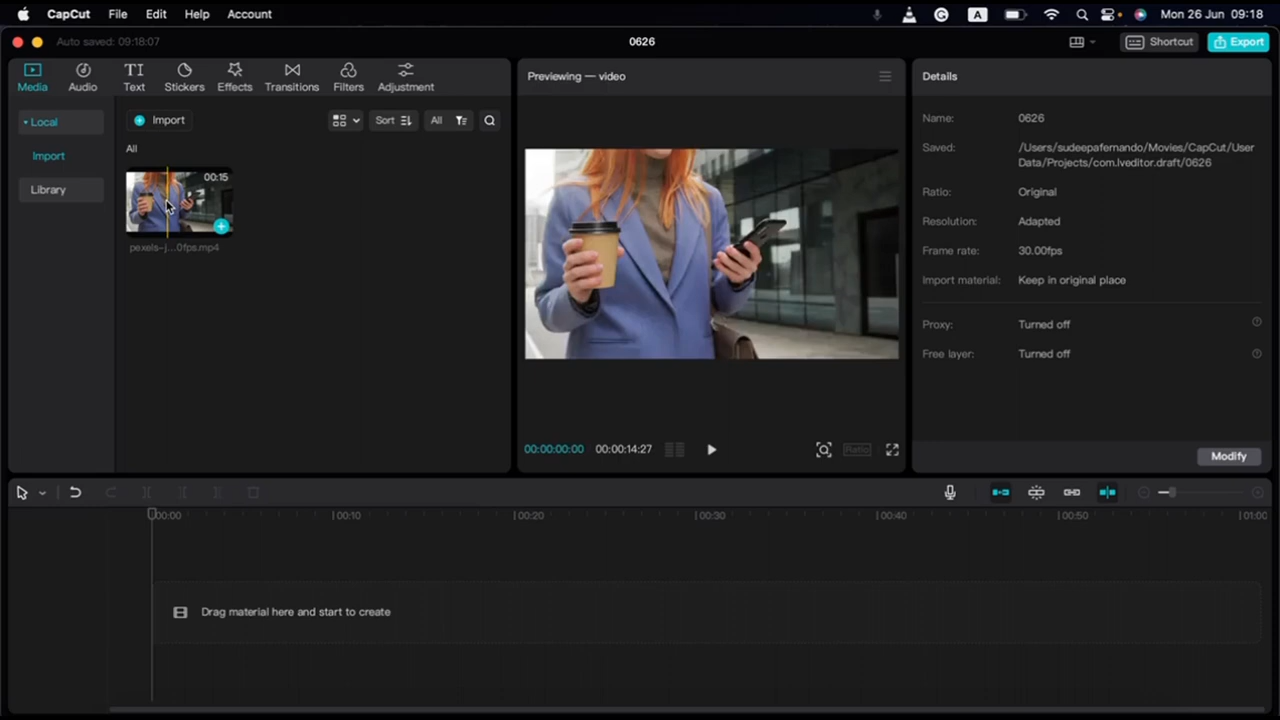 CapCut File Edit Help Account A Mon 26 Jun 09:18
Auto saved: 09:18:07 0626 Shortcut Export
Media Audio Text Stickers Effects Transitions Filters Adjustment
Local
Import
Library
Import Sort All
All
00:15
pexels-j...0fps.mp4
Previewing — video
00:00:00:00 00:00:14:27 Ratio
Details
Name: 0626
Saved: /Users/sudeepafernando/Movies/CapCut/User
Data/Projects/com.lveditor.draft/0626
Ratio: Original
Resolution: Adapted
Frame rate: 30.00fps
Import material: Keep in original place
Proxy: Turned off
Free layer: Turned off
Modify
00:00 00:10 00:20 00:30 00:40 00:50 01:00
Drag material here and start to create